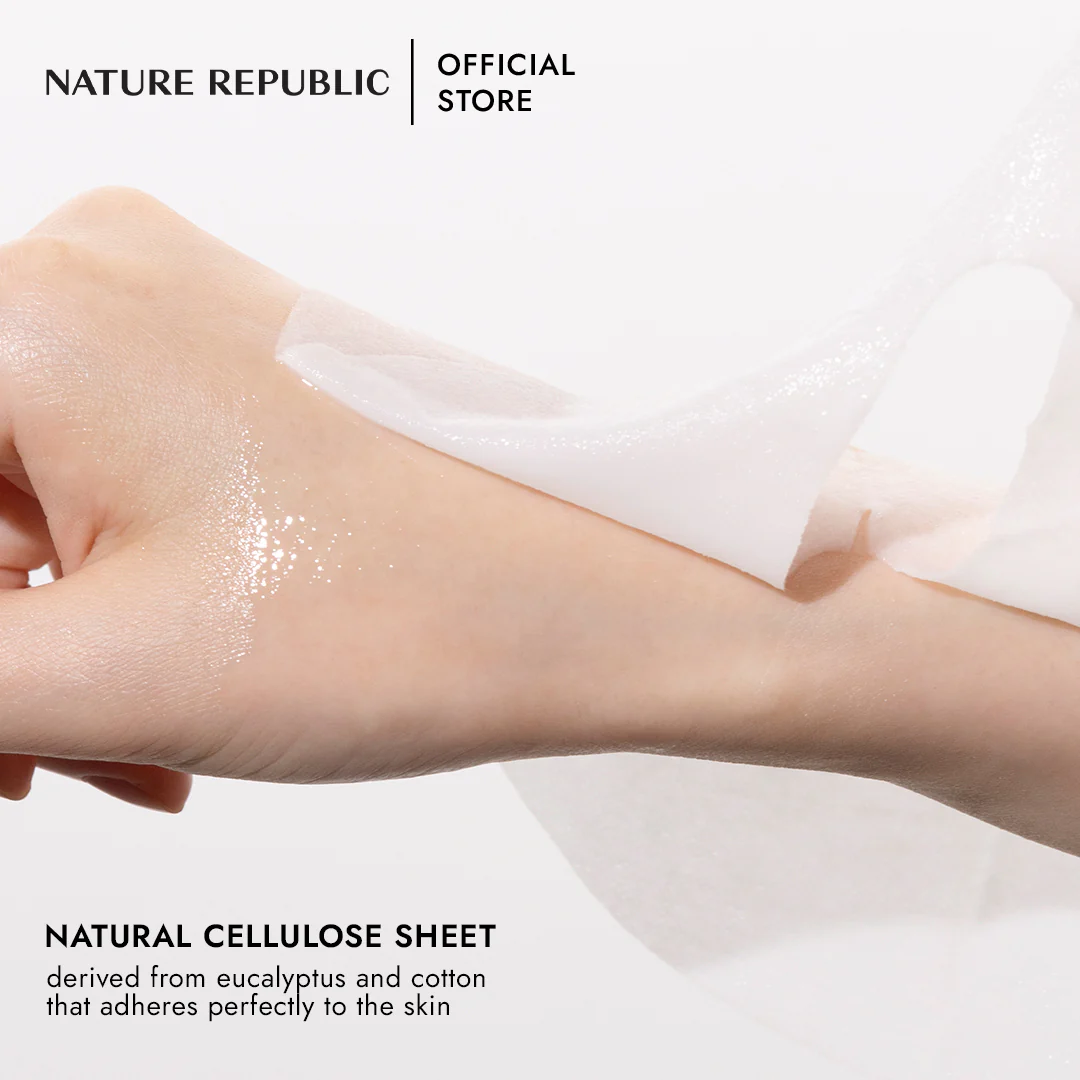 NATURE REPUBLIC
OFFICIAL
STORE
NATURAL CELLULOSE SHEET
derived from eucalyptus and cotton
that adheres perfectly to the skin